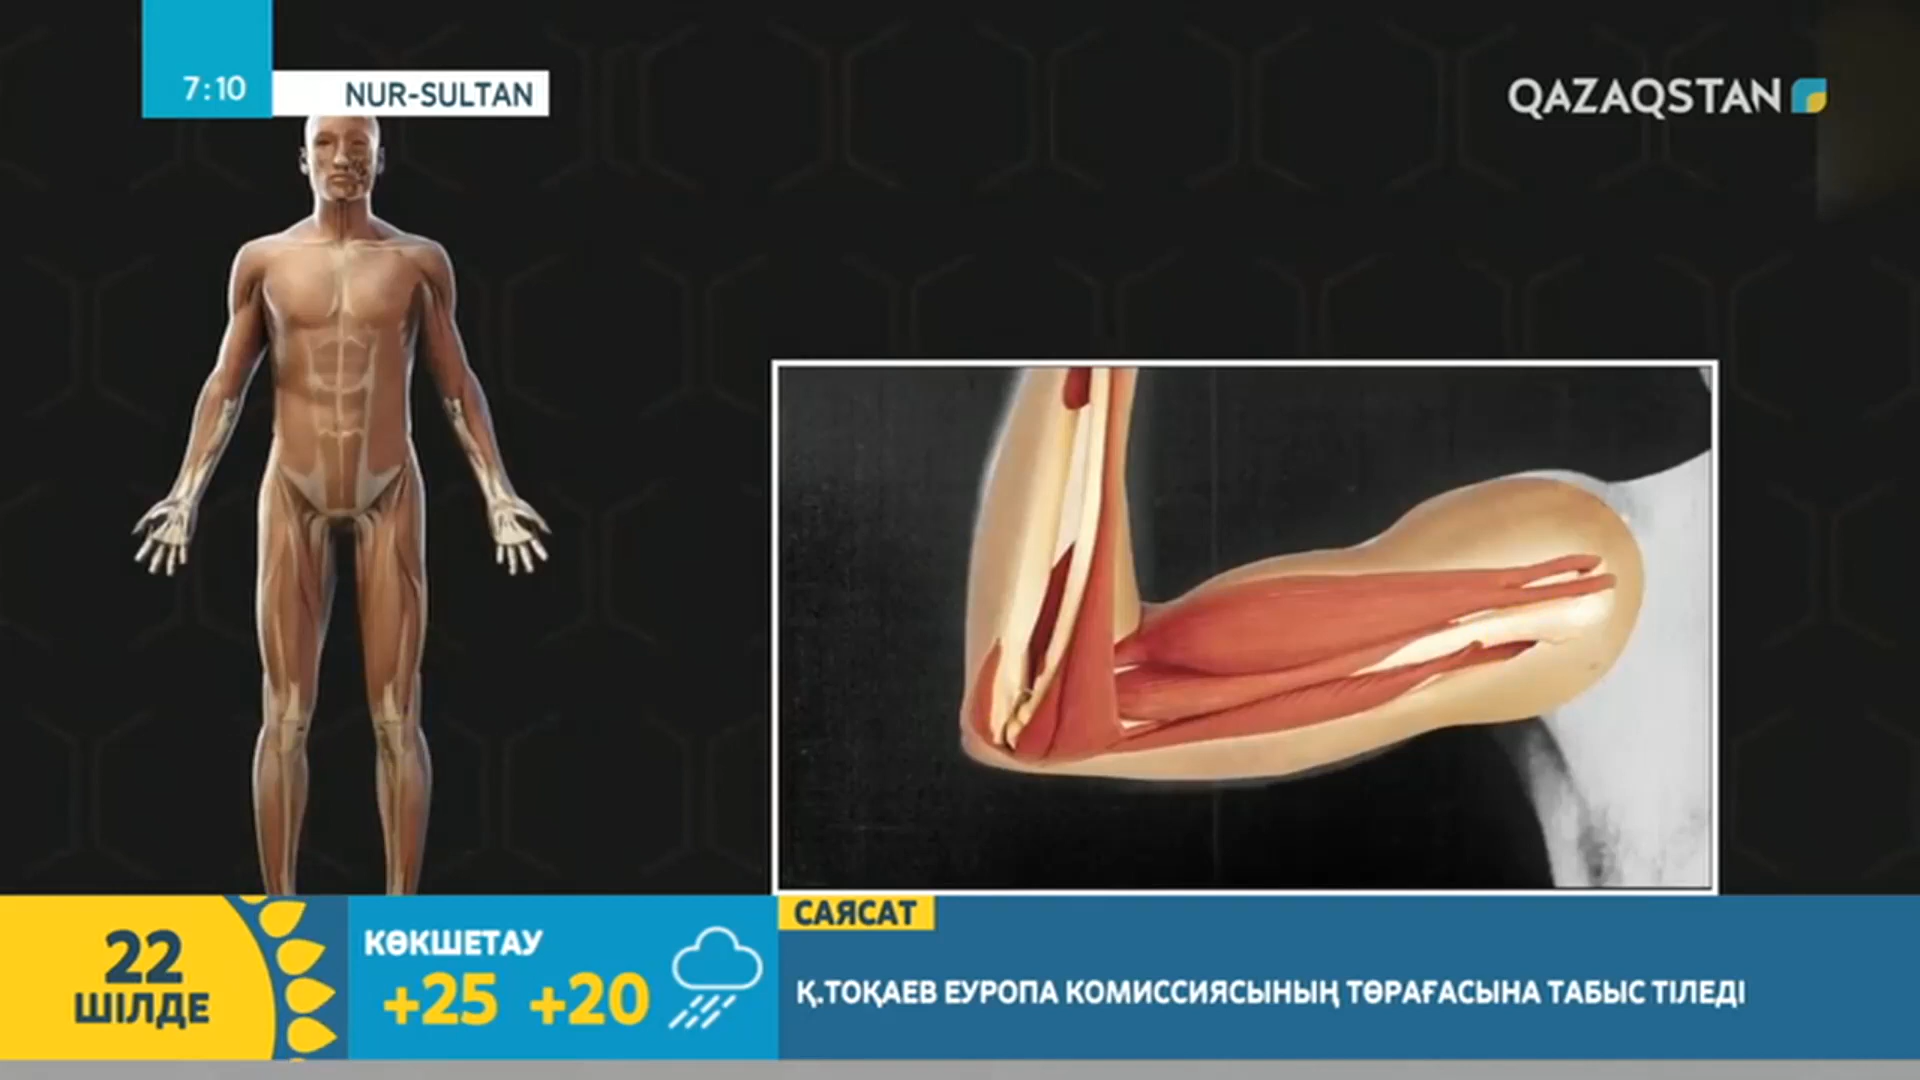 7:10
NUR-SULTAN
QAZAQSTAN
22
ШІЛДЕ
КӨКШЕТАУ
+25 +20
САЯСАТ
Қ.ТОҚАЕВ ЕУРОПА КОМИССИЯСЫНЫҢ ТӨРАҒАСЫНА ТАБЫС ТІЛЕДІ